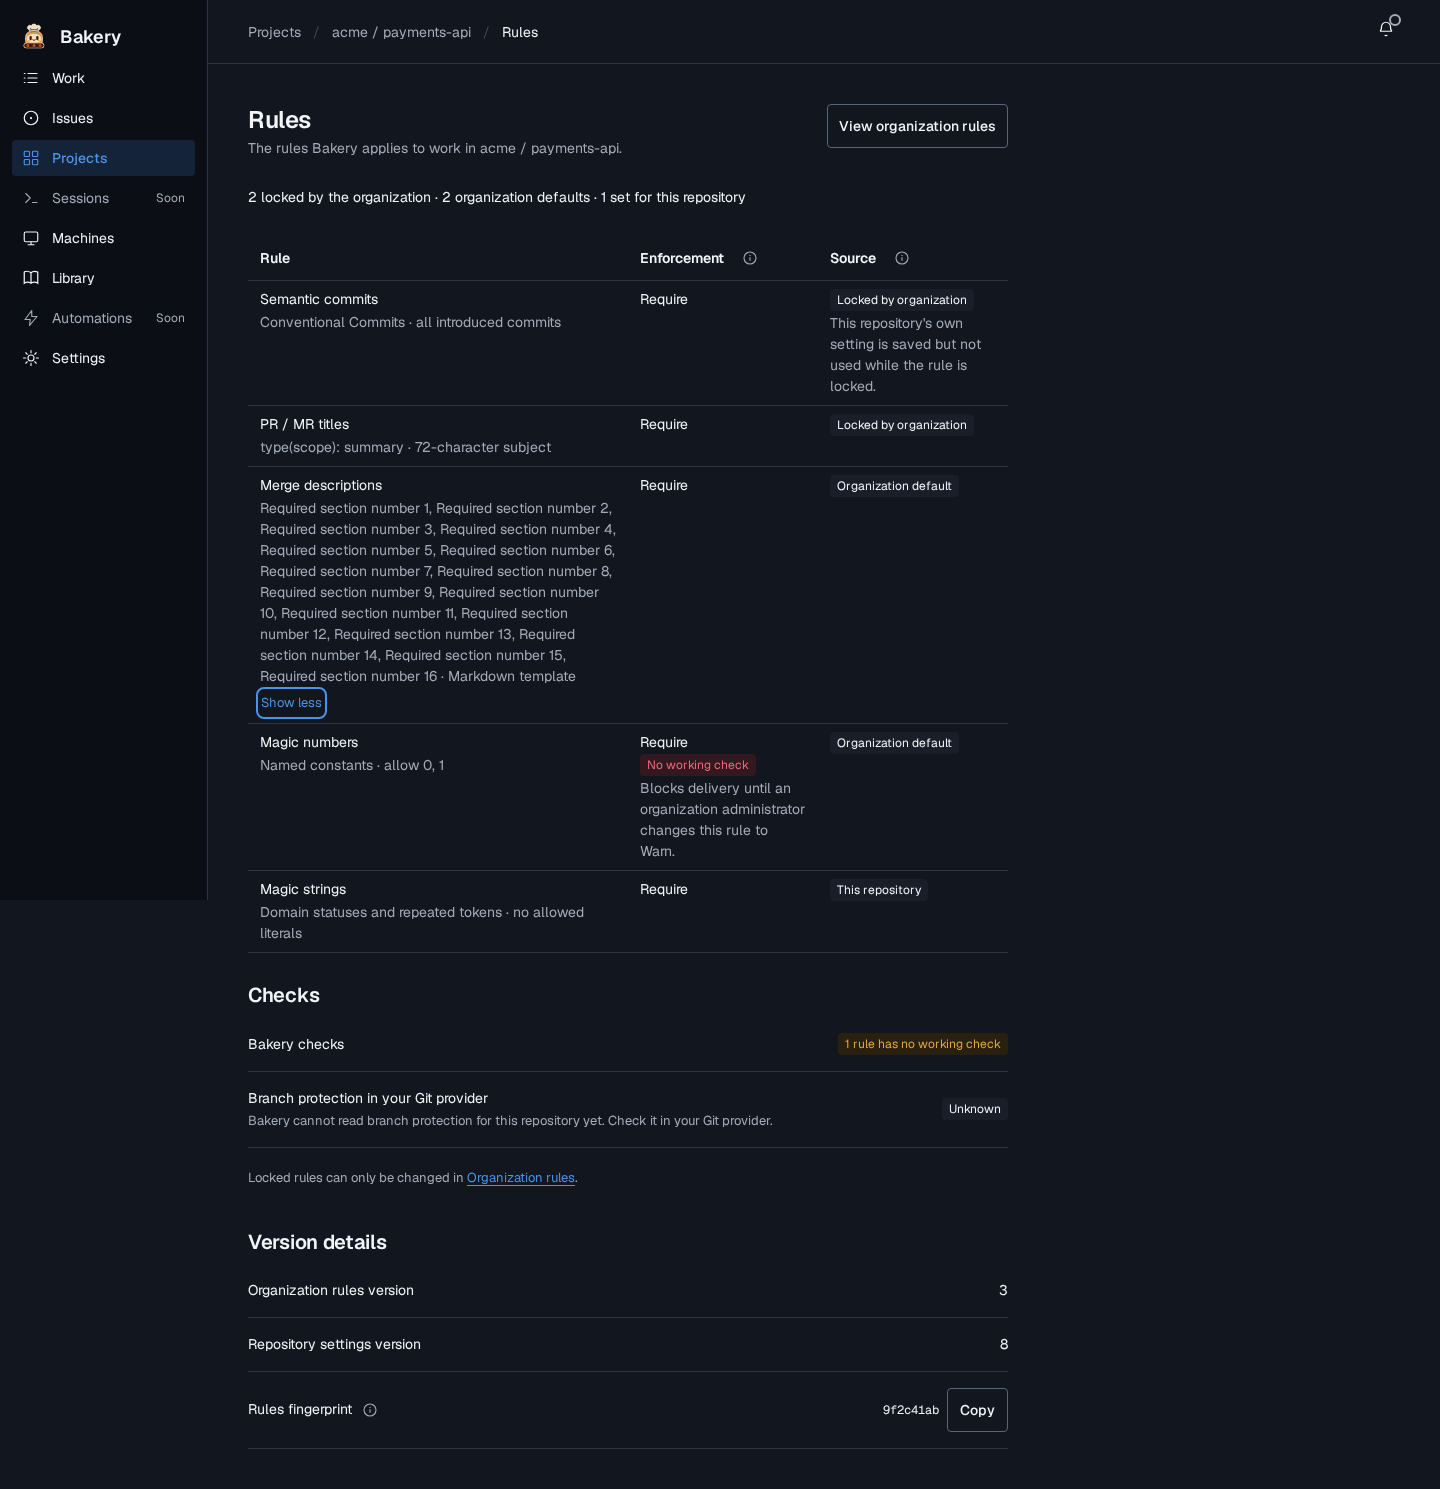 Bakery
Work
Issues
Projects
Sessions Soon
Machines
Library
Automations Soon
Settings
Projects / acme / payments-api / Rules
Rules
The rules Bakery applies to work in acme / payments-api.
View organization rules
2 locked by the organization · 2 organization defaults · 1 set for this repository
Rule Enforcement Source
Semantic commits
Conventional Commits · all introduced commits
Require
Locked by organization
This repository's own
setting is saved but not
used while the rule is
locked.
PR / MR titles
type(scope): summary · 72-character subject
Require
Locked by organization
Merge descriptions
Required section number 1, Required section number 2,
Required section number 3, Required section number 4,
Required section number 5, Required section number 6,
Required section number 7, Required section number 8,
Required section number 9, Required section number
10, Required section number 11, Required section
number 12, Required section number 13, Required
section number 14, Required section number 15,
Required section number 16 · Markdown template
Show less
Require
Organization default
Magic numbers
Named constants · allow 0, 1
Require
No working check
Blocks delivery until an
organization administrator
changes this rule to
Warn.
Organization default
Magic strings
Domain statuses and repeated tokens · no allowed
literals
Require
This repository
Checks
Bakery checks
1 rule has no working check
Branch protection in your Git provider
Bakery cannot read branch protection for this repository yet. Check it in your Git provider.
Unknown
Locked rules can only be changed in Organization rules.
Version details
Organization rules version 3
Repository settings version 8
Rules fingerprint 9f2c41ab Copy